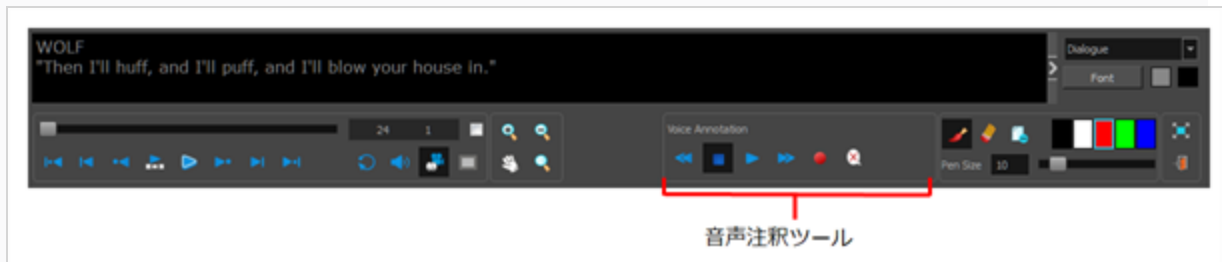 WOLF
"Then I'll huff, and I'll puff, and I'll blow your house in."
Dialogue
Font
24 1
Voice Annotation
Pen Size 10
音声注釈ツール